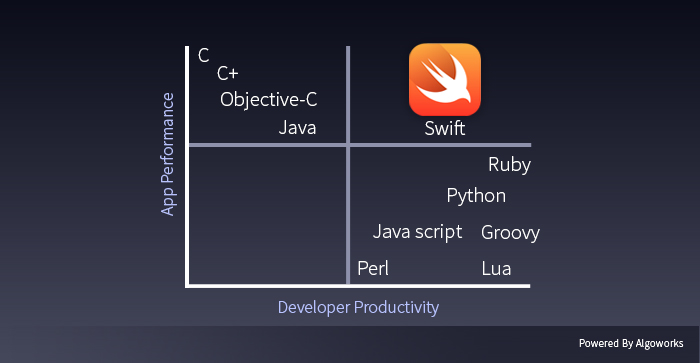 C
C+
Objective-C
Java
Swift
Ruby
Python
Java script
Groovy
Perl
Lua
App Performance
Developer Productivity
Powered By Algoworks